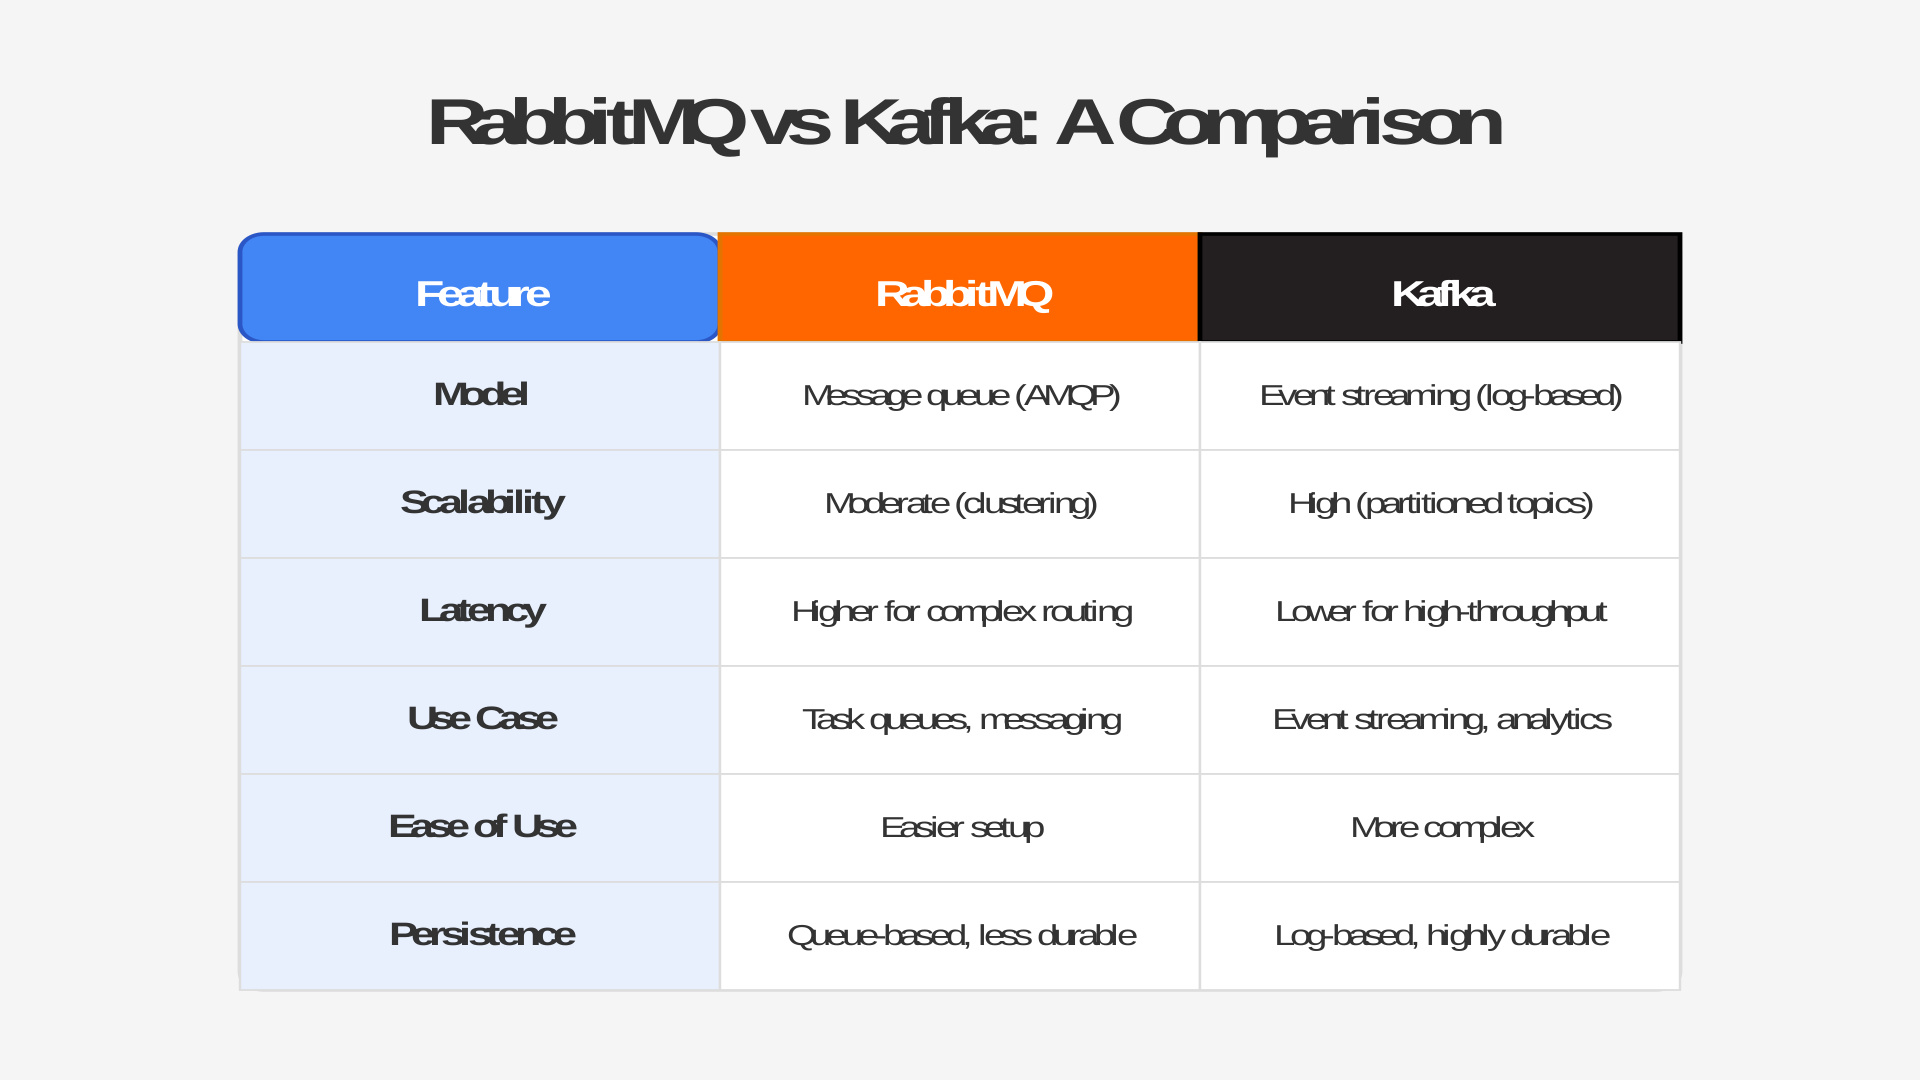 RabbitMQ vs Kafka: A Comparison
Feature
RabbitMQ
Kafka
Model
Message queue (AMQP)
Event streaming (log-based)
Scalability
Moderate (clustering)
High (partitioned topics)
Latency
Higher for complex routing
Lower for high-throughput
Use Case
Task queues, messaging
Event streaming, analytics
Ease of Use
Easier setup
More complex
Persistence
Queue-based, less durable
Log-based, highly durable